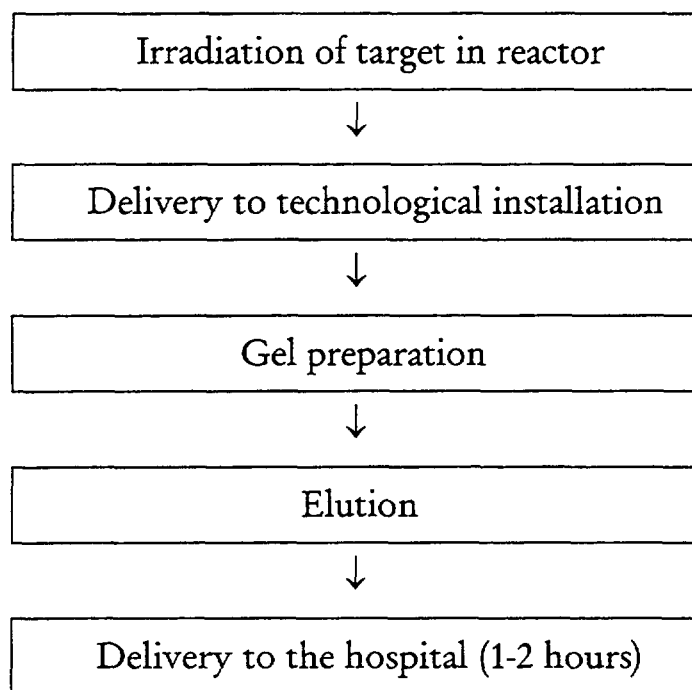 Irradiation of target in reactor
↓
Delivery to technological installation
↓
Gel preparation
↓
Elution
↓
Delivery to the hospital (1-2 hours)